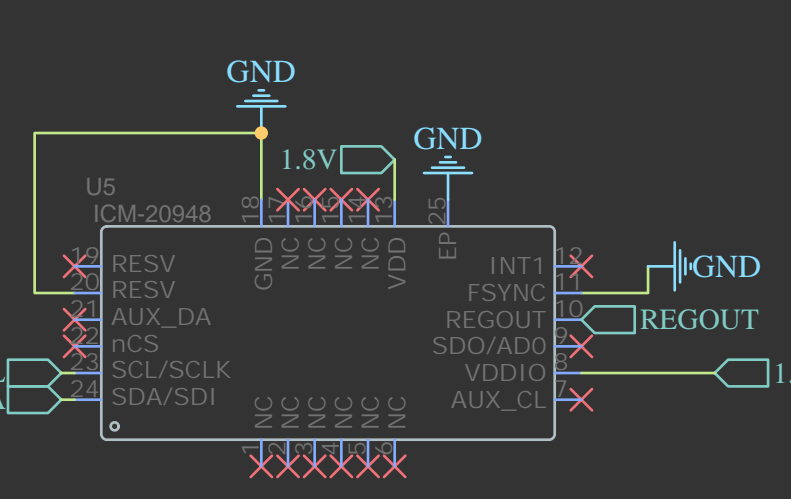 GND
1.8V
GND
U5
ICM-20948
18
17
16
15
14
13
25
GND
NC
NC
NC
NC
VDD
EP
19
RESV
20
RESV
21
AUX_DA
22
nCS
23
SCL/SCLK
24
SDA/SDI
INT1
12
FSYNC
11
GND
REGOUT
10
REGOUT
SDO/AD0
9
VDDIO
8
1.
AUX_CL
7
NC
NC
NC
NC
NC
NC
1
2
3
4
5
6